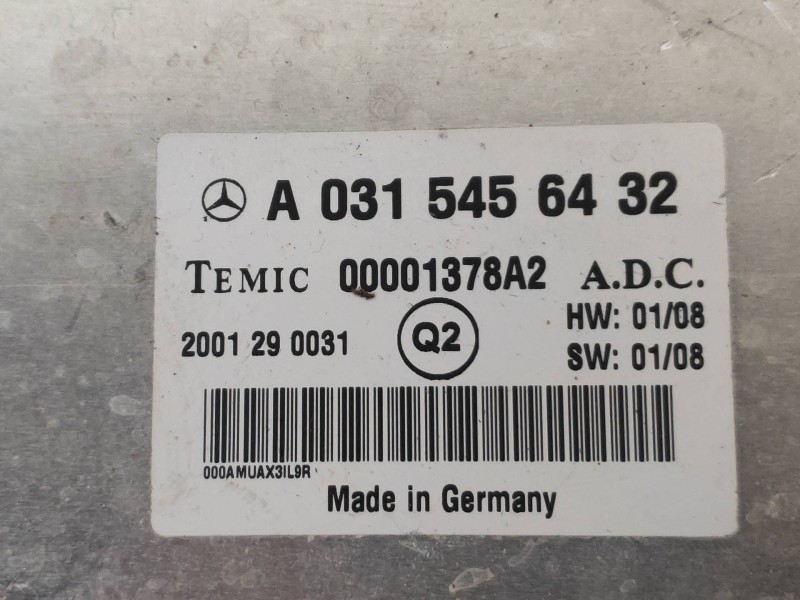 A 031 545 64 32
TEMIC 00001378A2 A.D.C.
2001 29 0031 Q2 HW: 01/08
SW: 01/08
000AMUAX3IL9R
Made in Germany